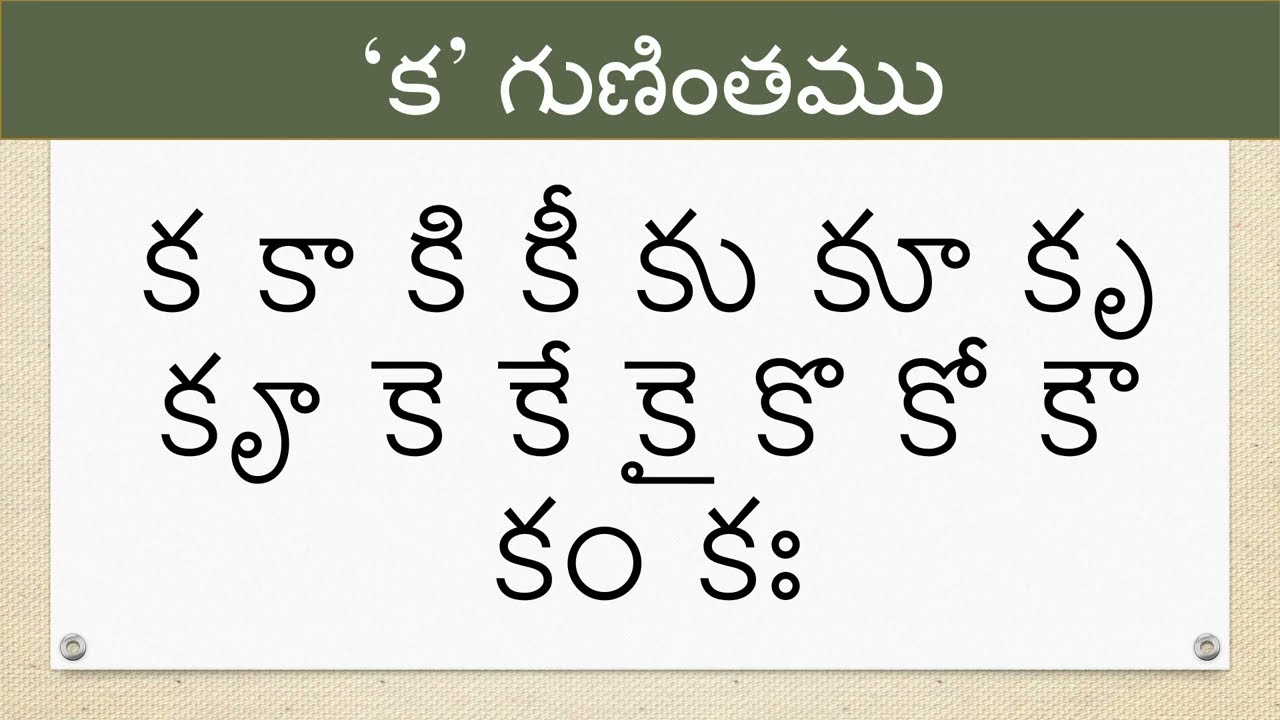 ‘క’ గుణింతము
క కా కి కీ కు కూ కృ
కౄ కె కే కై కొ కో కౌ
కం కః